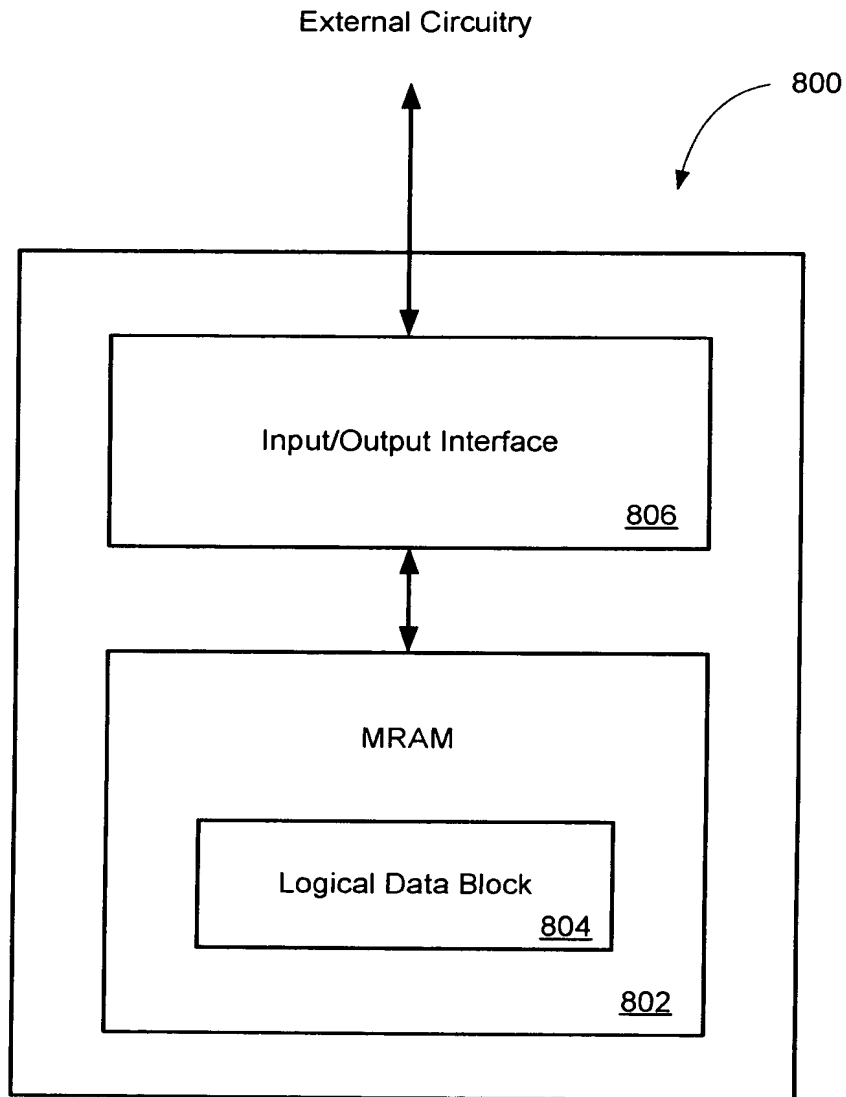 External Circuitry
800
Input/Output Interface
806
MRAM
Logical Data Block
804
802